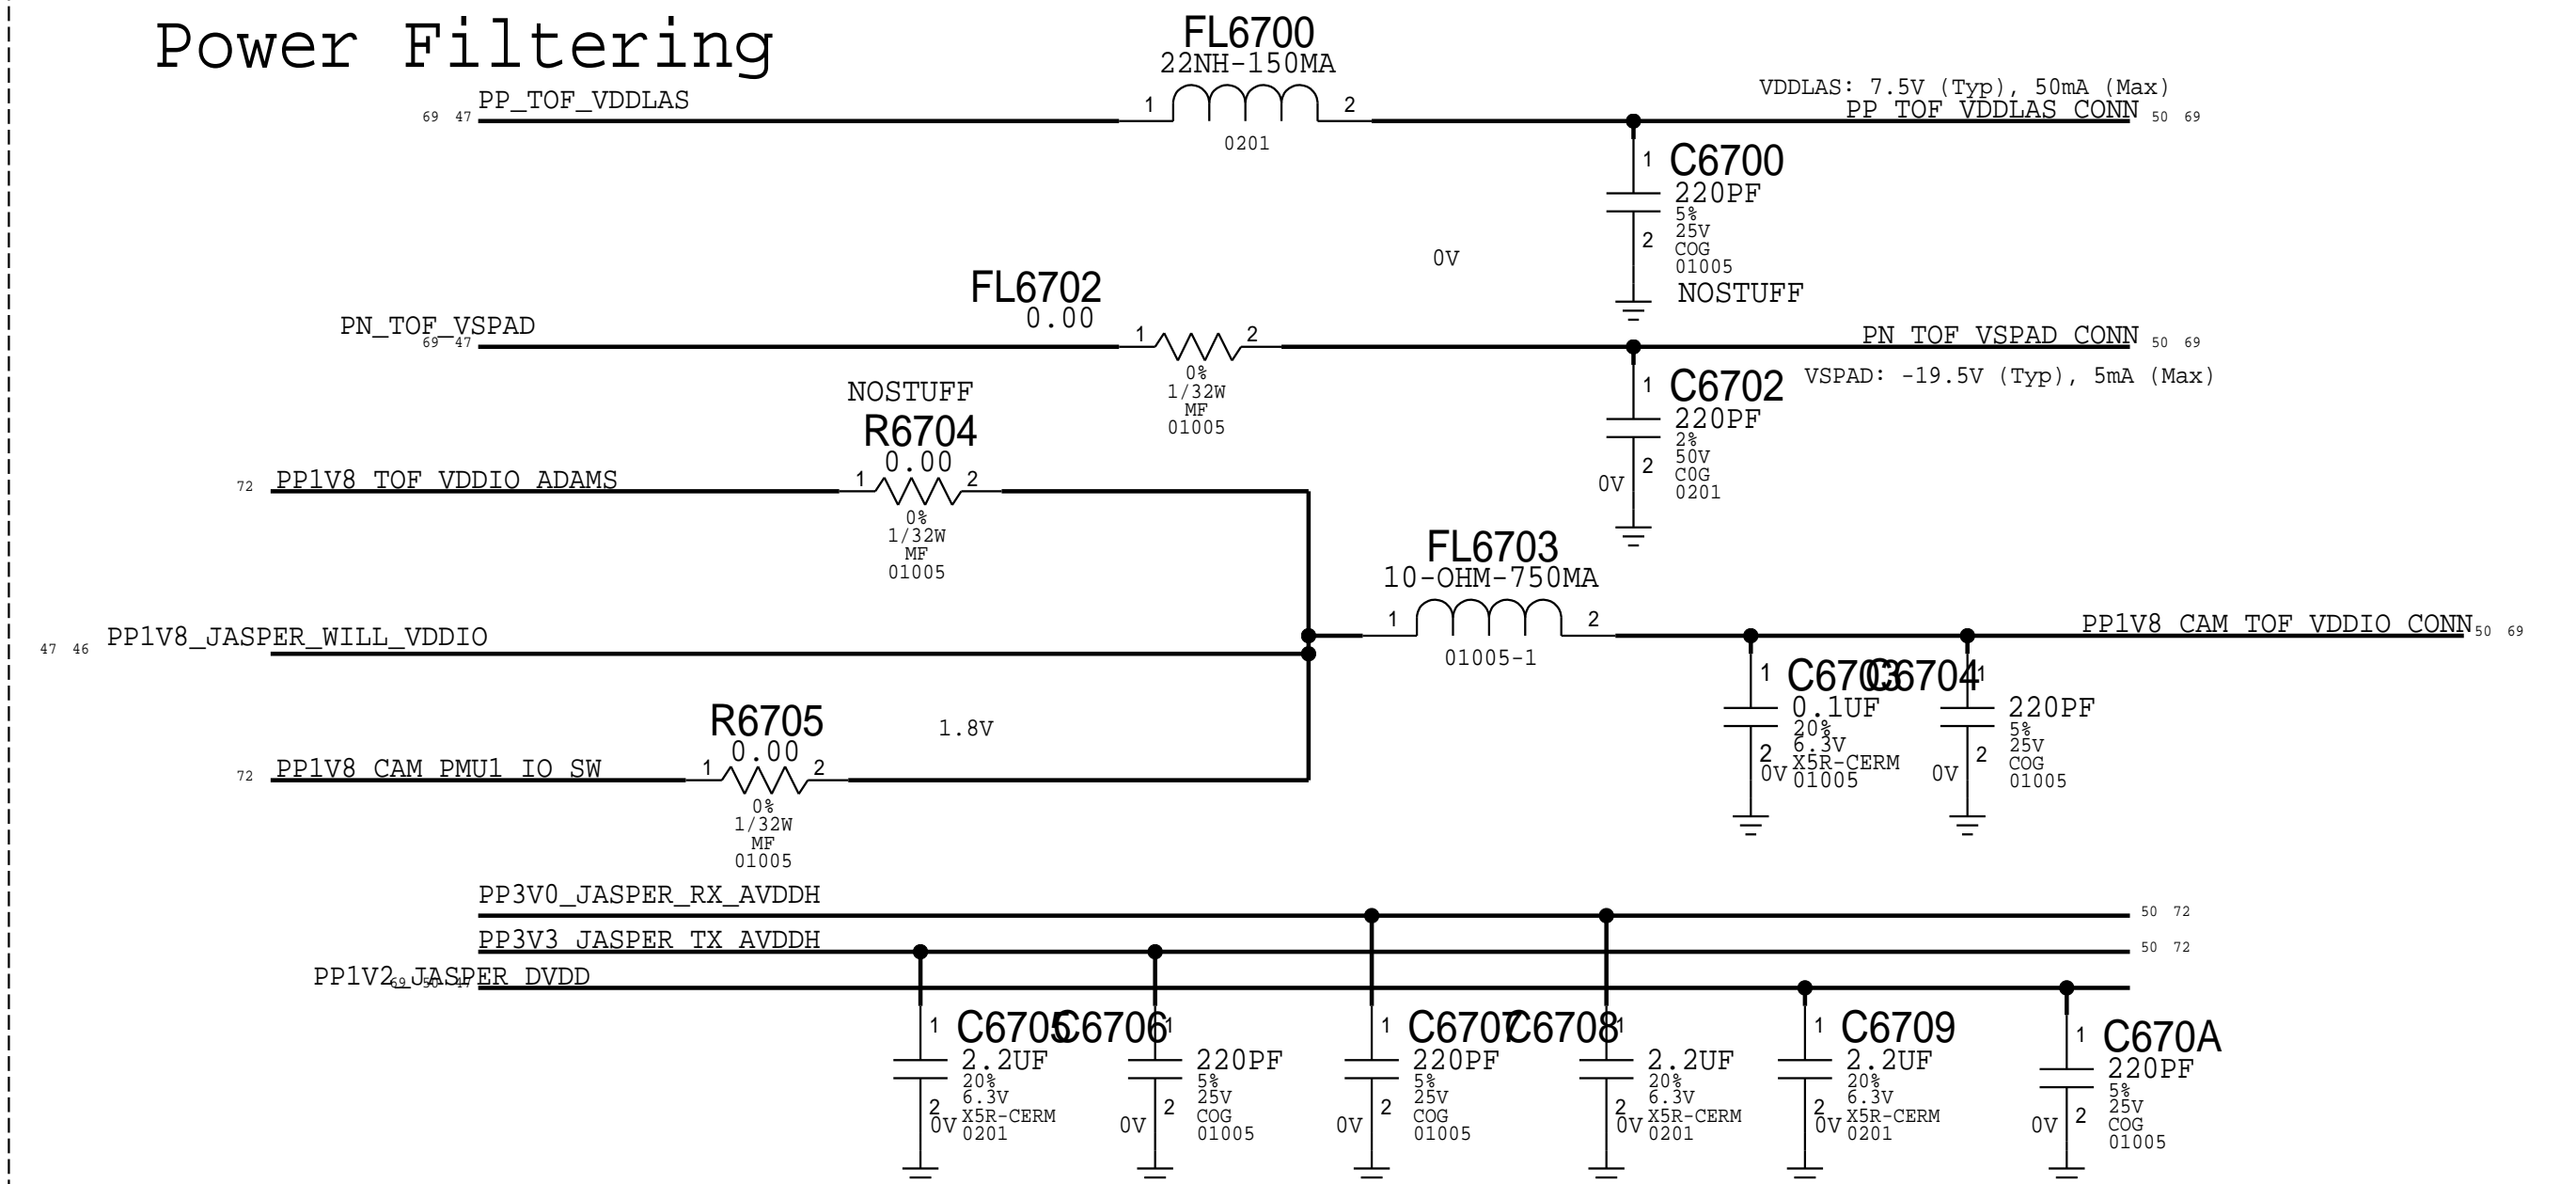 Power Filtering
FL6700
22NH-150MA
69 47 PP_TOF_VDDLAS
1 2
0201
VDDLAS: 7.5V (Typ), 50mA (Max)
PP_TOF_VDDLAS_CONN 50 69
1 C6700
220PF
5%
25V
2
COG
01005
NOSTUFF
0V
FL6702
0.00
PN_TOF_VSPAD
69 47
1 2
0%
1/32W
MF
01005
PN_TOF_VSPAD_CONN 50 69
VSPAD: -19.5V (Typ), 5mA (Max)
1 C6702
220PF
2%
50V
2
C0G
0201
0V
NOSTUFF
R6704
0.00
72 PP1V8_TOF_VDDIO_ADAMS
1 2
0%
1/32W
MF
01005
FL6703
10-OHM-750MA
1 2
01005-1
47 46 PP1V8_JASPER_WILL_VDDIO
PP1V8_CAM_TOF_VDDIO_CONN 50 69
1 C6703
0.1UF
20%
6.3V
2
X5R-CERM
0V
01005
C6704 1
220PF
5%
25V
2
COG
0V
01005
R6705
0.00
1.8V
72 PP1V8_CAM_PMU1_IO_SW
1 2
0%
1/32W
MF
01005
PP3V0_JASPER_RX_AVDDH 50 72
PP3V3_JASPER_TX_AVDDH 50 72
PP1V2_JASPER_DVDD
69 50 47
1 C6705
2.2UF
20%
6.3V
2
X5R-CERM
0V
0201
C6706 1
220PF
5%
25V
2
COG
0V
01005
1 C6707
220PF
5%
25V
2
COG
0V
01005
C6708 1
2.2UF
20%
6.3V
2
X5R-CERM
0V
0201
1 C6709
2.2UF
20%
6.3V
2
X5R-CERM
0V
0201
1 C670A
220PF
5%
25V
2
COG
0V
01005